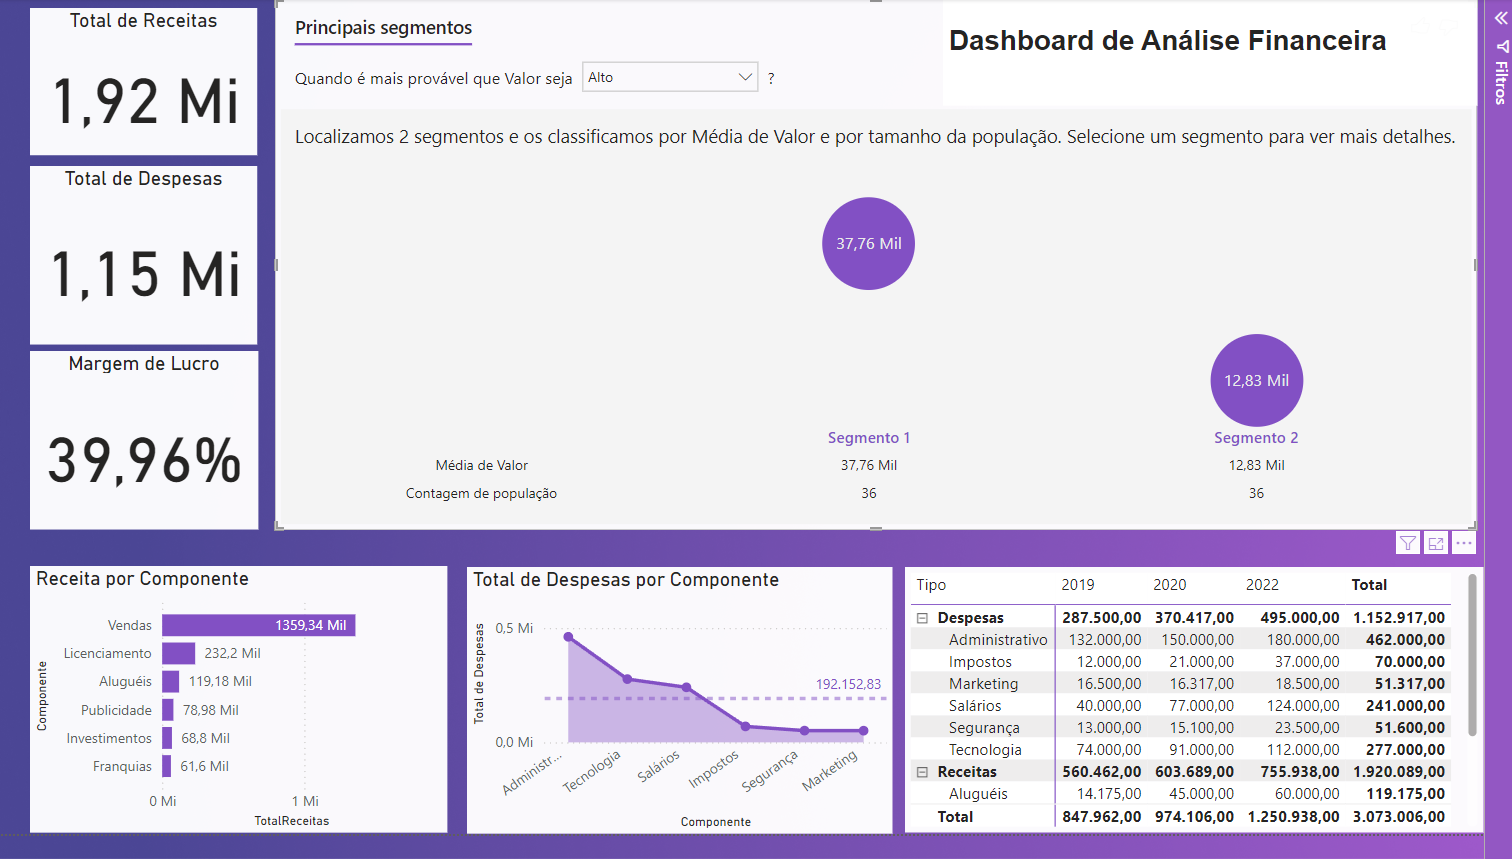 Total de Receitas
1,92 Mi
Total de Despesas
1,15 Mi
Margem de Lucro
39,96%
Principais segmentos
Quando é mais provável que Valor seja Alto ?
Dashboard de Análise Financeira
Filtros
Localizamos 2 segmentos e os classificamos por Média de Valor e por tamanho da população. Selecione um segmento para ver mais detalhes.
37,76 Mil
12,83 Mil
Segmento 1 Segmento 2
Média de Valor 37,76 Mil 12,83 Mil
Contagem de população 36 36
Receita por Componente
Componente
Vendas 1359,34 Mil
Licenciamento 232,2 Mil
Aluguéis 119,18 Mil
Publicidade 78,98 Mil
Investimentos 68,8 Mil
Franquias 61,6 Mil
0 Mi 1 Mi
TotalReceitas
Total de Despesas por Componente
Total de Despesas
0,5 Mi
192.152,83
0,0 Mi
Administr... Tecnologia Salários Impostos Segurança Marketing
Componente
Tipo 2019 2020 2022 Total
Despesas 287.500,00 370.417,00 495.000,00 1.152.917,00
Administrativo 132.000,00 150.000,00 180.000,00 462.000,00
Impostos 12.000,00 21.000,00 37.000,00 70.000,00
Marketing 16.500,00 16.317,00 18.500,00 51.317,00
Salários 40.000,00 77.000,00 124.000,00 241.000,00
Segurança 13.000,00 15.100,00 23.500,00 51.600,00
Tecnologia 74.000,00 91.000,00 112.000,00 277.000,00
Receitas 560.462,00 603.689,00 755.938,00 1.920.089,00
Aluguéis 14.175,00 45.000,00 60.000,00 119.175,00
Total 847.962,00 974.106,00 1.250.938,00 3.073.006,00